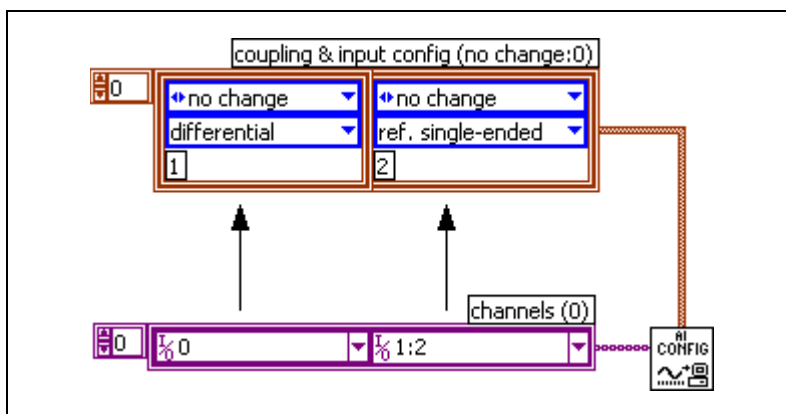 coupling & input config (no change:0)
0
no change
no change
differential
ref. single-ended
1
2
channels (0)
0
I/O 0
I/O 1:2
AI
CONFIG